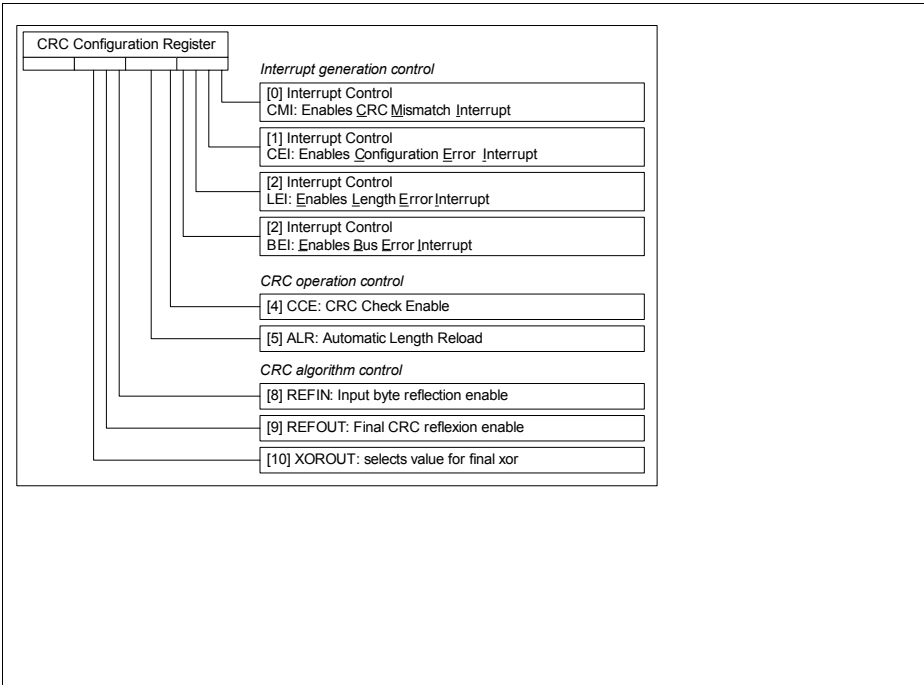 CRC Configuration Register
Interrupt generation control
[0] Interrupt Control
CMI: Enables CRC Mismatch Interrupt
[1] Interrupt Control
CEI: Enables Configuration Error Interrupt
[2] Interrupt Control
LEI: Enables Length Error Interrupt
[2] Interrupt Control
BEI: Enables Bus Error Interrupt
CRC operation control
[4] CCE: CRC Check Enable
[5] ALR: Automatic Length Reload
CRC algorithm control
[8] REFIN: Input byte reflection enable
[9] REFOUT: Final CRC reflexion enable
[10] XOROUT: selects value for final xor